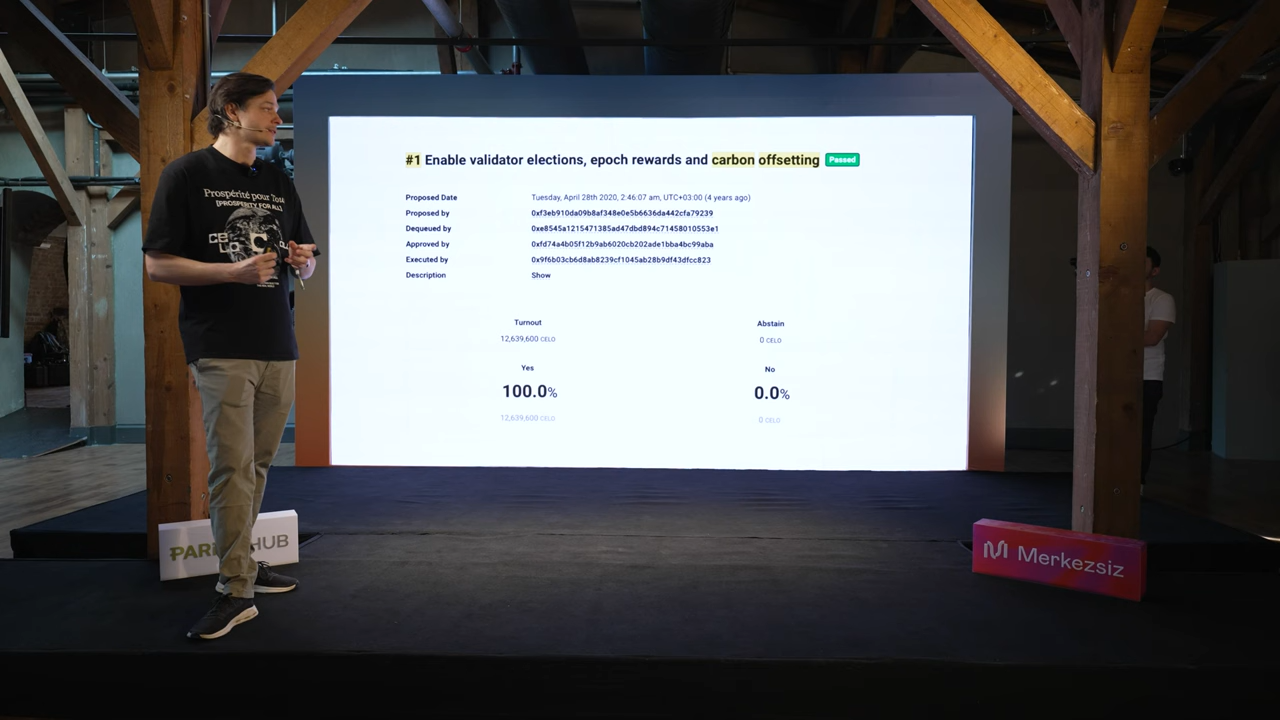 #1 Enable validator elections, epoch rewards and carbon offsetting Passed
Proposed Date Tuesday, April 28th 2020, 2:46:07 am, UTC+03:00 (4 years ago)
Proposed by 0xf3eb910da09b8af348e0e5b6636da442cfa79239
Dequeued by 0xe8545a1215471385ad47dbd894c71458010553e1
Approved by 0xfd74a4b05f12b9ab6020cb202ade1bba4bc99aba
Executed by 0x9f6b03cb6d8ab8239cf1045ab28b9df43dfcc823
Description Show
Turnout Abstain
12,639,600 CELO 0 CELO
Yes No
100.0% 0.0%
12,639,600 CELO 0 CELO
Prospérité pour
[PROSPERITY FOR ALL]
HUB
Merkezsiz